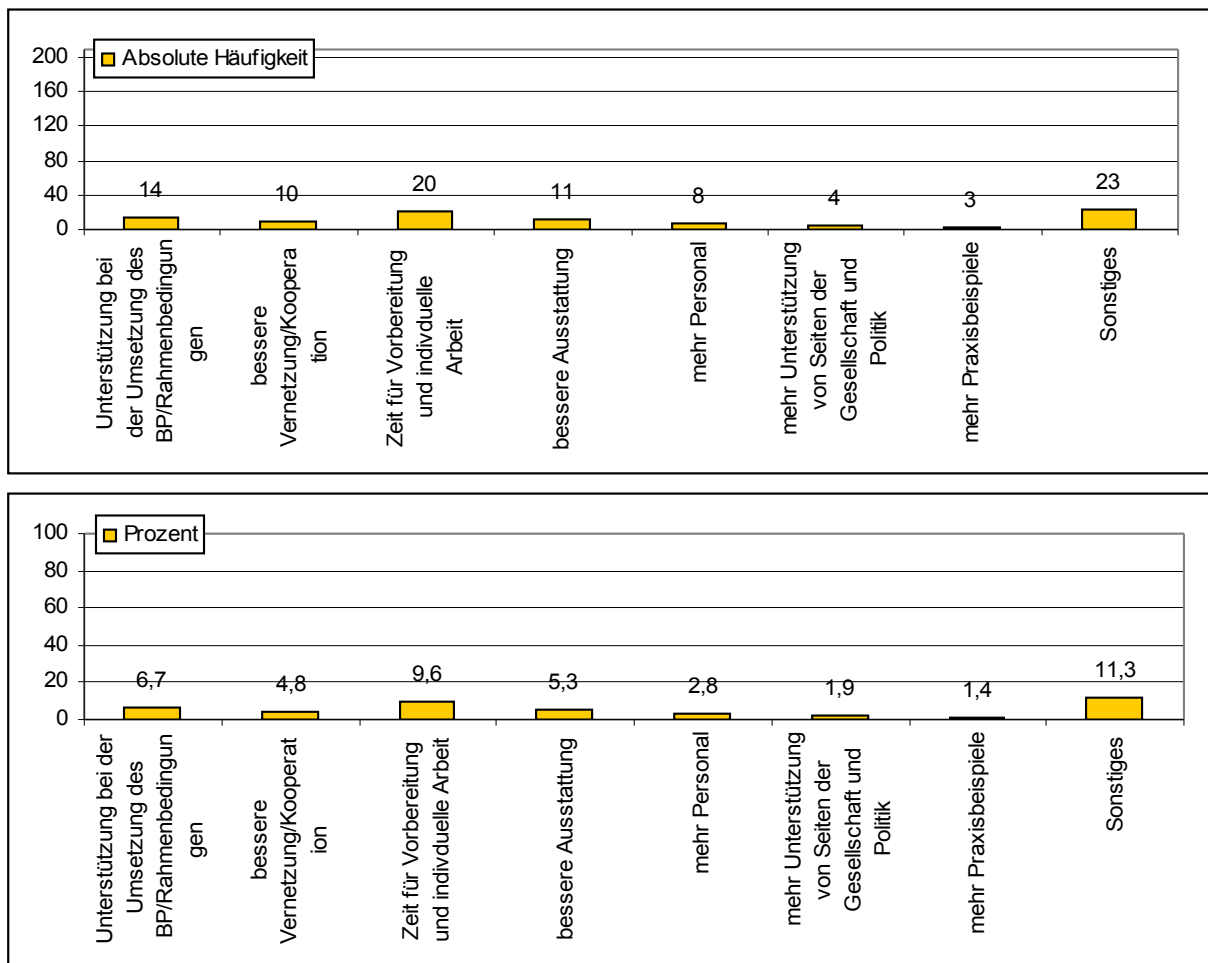 Absolute Häufigkeit
200
160
120
80
40
0
14
10
20
11
8
4
3
23
Unterstützung bei
der Umsetzung des
BP/Rahmenbedingun
gen
bessere
Vernetzung/Koopera
tion
Zeit für Vorbereitung
und indivduelle
Arbeit
bessere Ausstattung
mehr Personal
mehr Unterstützung
von Seiten der
Gesellschaft und
Politik
mehr Praxisbeispiele
Sonstiges
Prozent
100
80
60
40
20
0
6,7
4,8
9,6
5,3
2,8
1,9
1,4
11,3
Unterstützung bei der
Umsetzung des
BP/Rahmenbedingun
gen
bessere
Vernetzung/Kooperat
ion
Zeit für Vorbereitung
und indivduelle Arbeit
bessere Ausstattung
mehr Personal
mehr Unterstützung
von Seiten der
Gesellschaft und
Politik
mehr Praxisbeispiele
Sonstiges